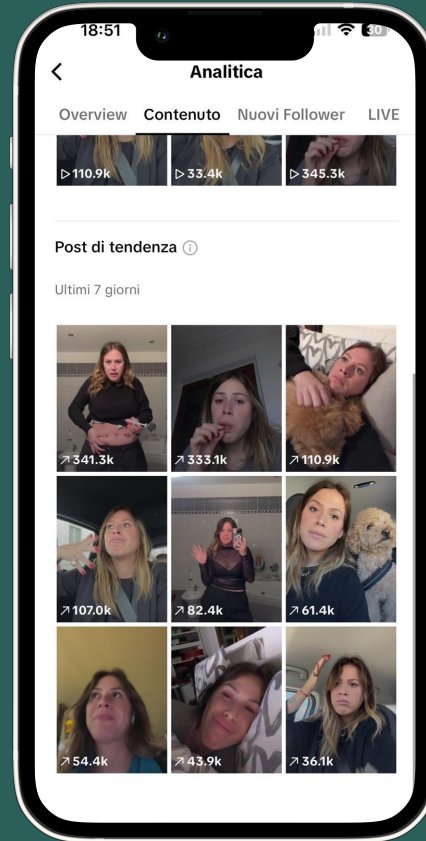 18:51
30
Analitica
Overview Contenuto Nuovi Follower LIVE
110.9k 33.4k 345.3k
Post di tendenza
Ultimi 7 giorni
341.3k 333.1k 110.9k
107.0k 82.4k 61.4k
54.4k 43.9k 36.1k